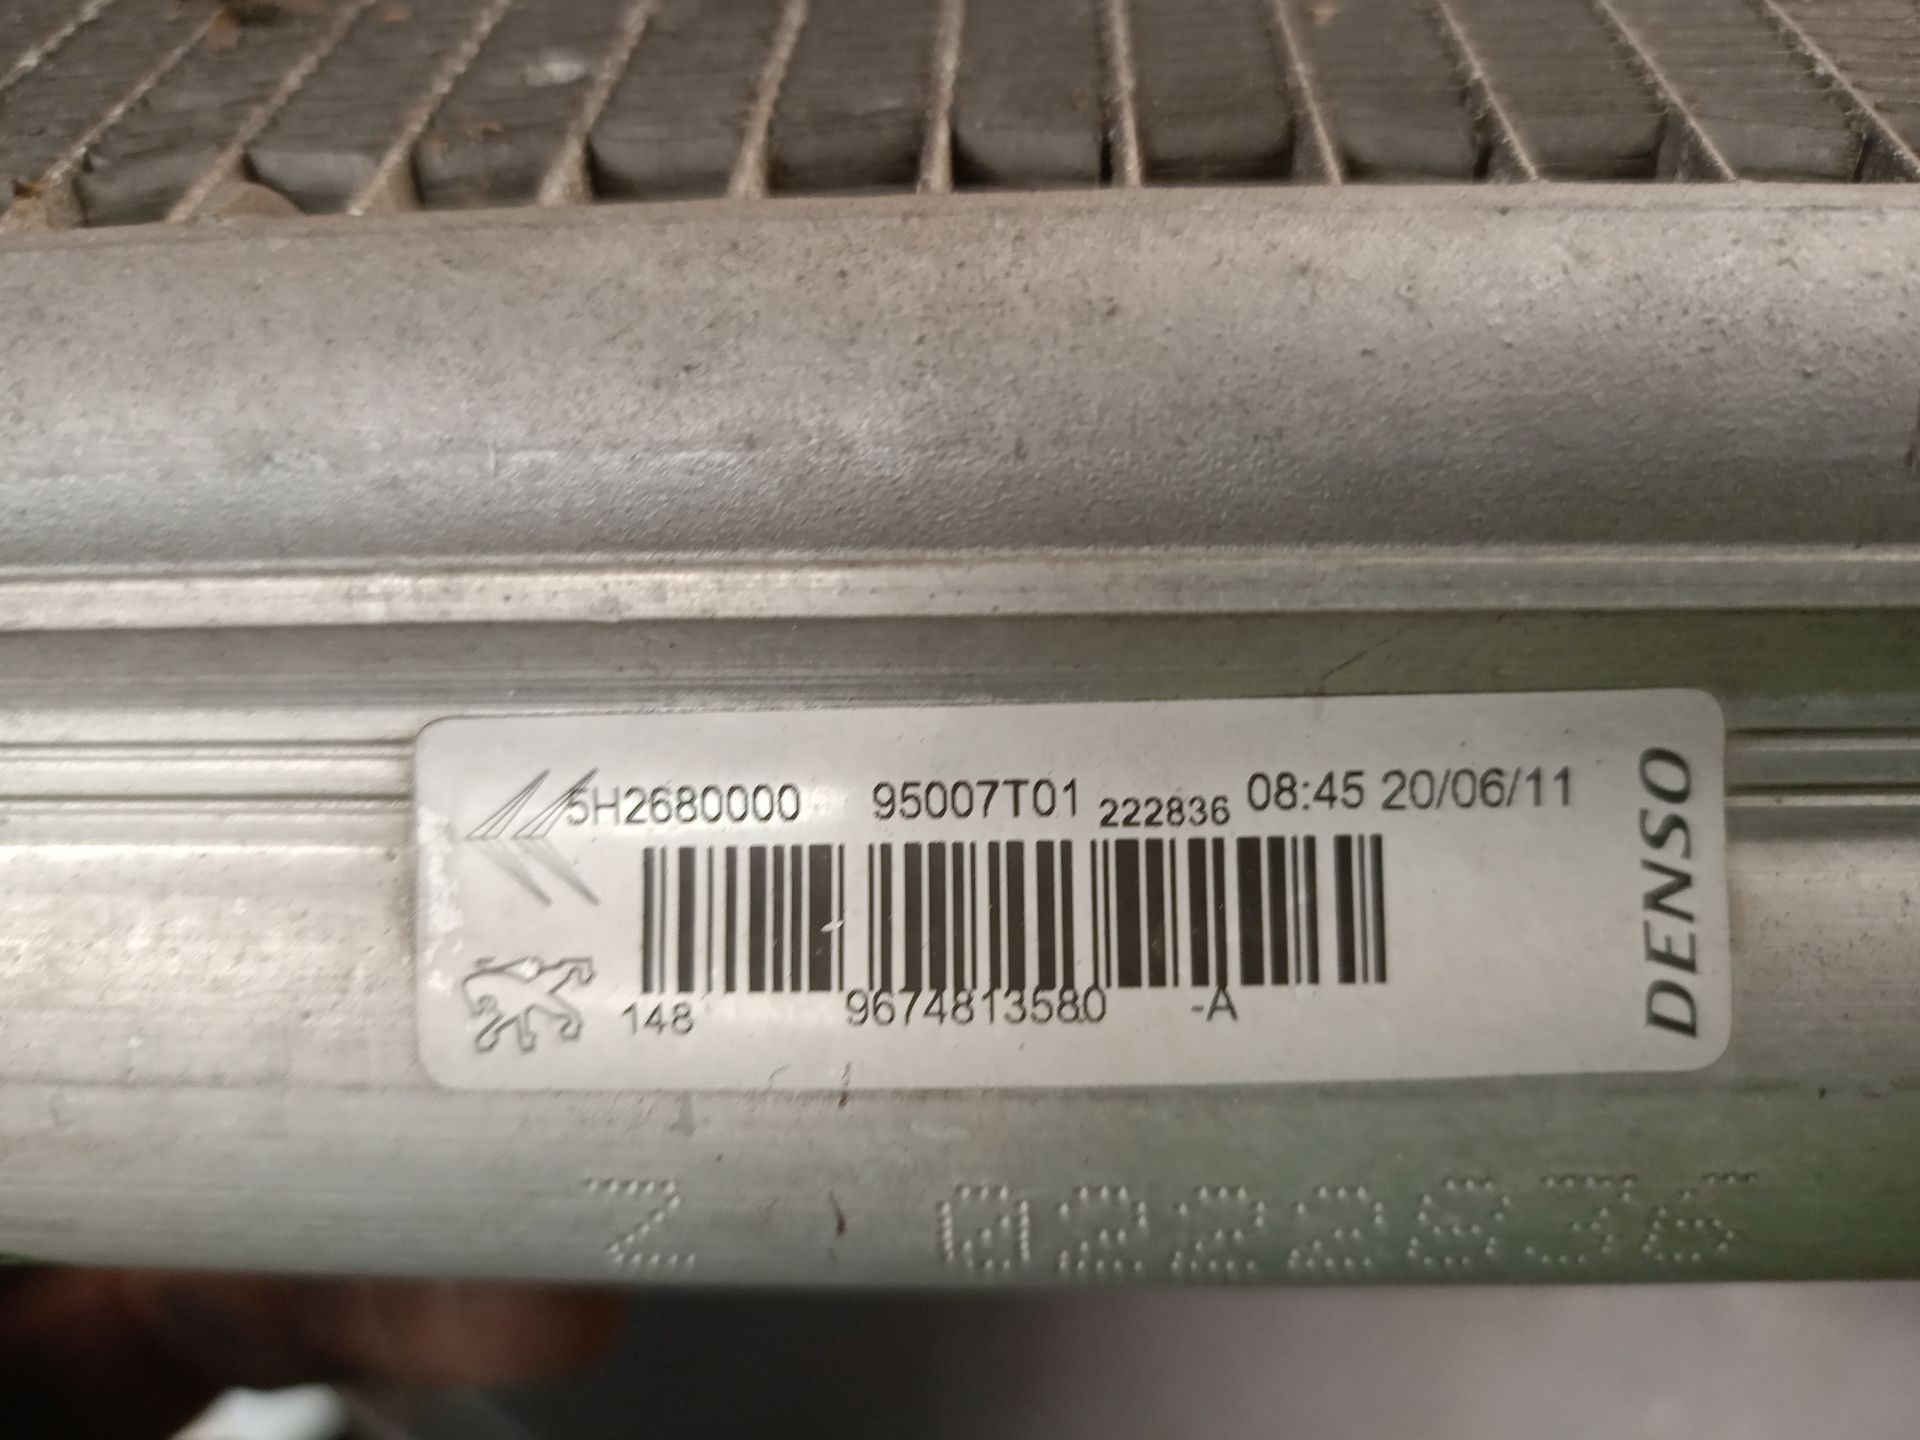 5H2680000 95007T01 222836 08:45 20/06/11
148 9674813580 -A
DENSO
Z 0222836